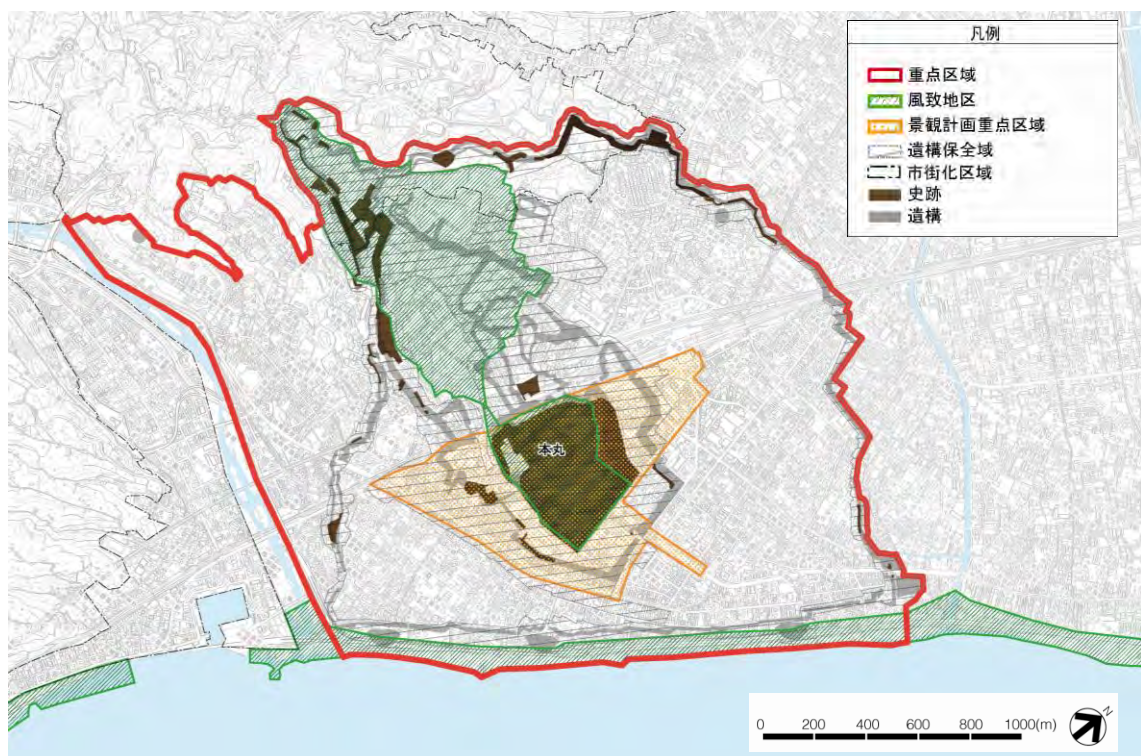 凡例
重点区域
風致地区
景観計画重点区域
遺構保全域
市街化区域
史跡
遺構
本丸
0 200 400 600 800 1000(m)
N